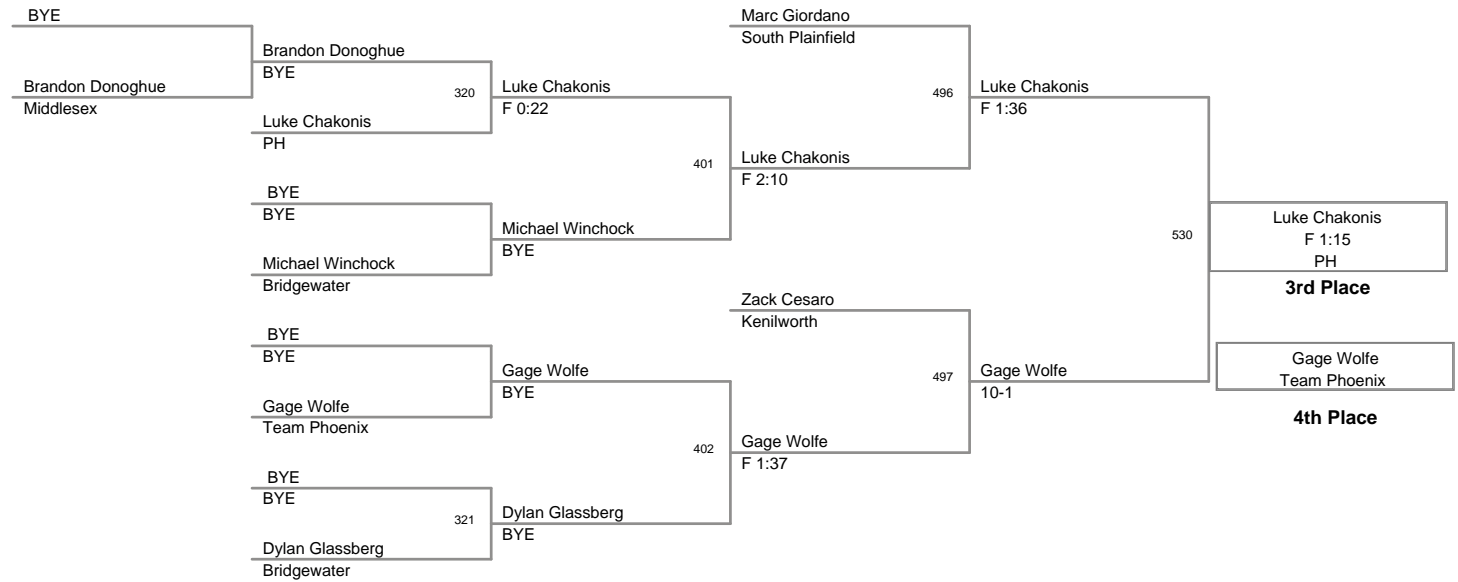 BYE
Brandon Donoghue
Middlesex
Brandon Donoghue
BYE
Luke Chakonis
PH
BYE
BYE
Michael Winchock
Bridgewater
BYE
BYE
Gage Wolfe
Team Phoenix
BYE
BYE
Dylan Glassberg
Bridgewater
320
321
Luke Chakonis
F 0:22
Michael Winchock
BYE
Gage Wolfe
BYE
Dylan Glassberg
BYE
401
402
Marc Giordano
South Plainfield
Luke Chakonis
F 2:10
Zack Cesaro
Kenilworth
Gage Wolfe
F 1:37
496
497
Luke Chakonis
F 1:36
Gage Wolfe
10-1
530
Luke Chakonis
F 1:15
PH
3rd Place
Gage Wolfe
Team Phoenix
4th Place